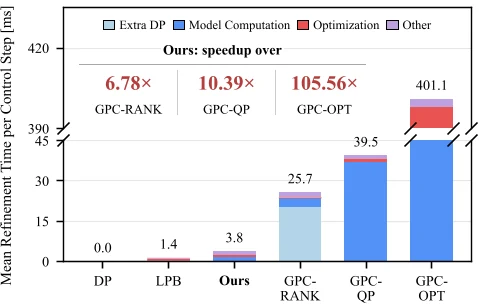 Mean Refinement Time per Control Step [ms]
Extra DP Model Computation Optimization Other
Ours: speedup over
6.78× 10.39× 105.56×
GPC-RANK GPC-QP GPC-OPT
420
390
45
30
15
0
0.0
1.4
3.8
25.7
39.5
401.1
DP LPB Ours GPC- GPC- GPC-
RANK QP OPT